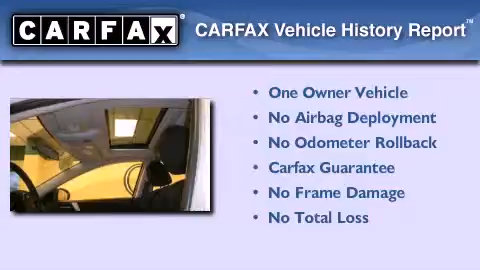 CARFAX®
CARFAX Vehicle History Report™
• One Owner Vehicle
• No Airbag Deployment
• No Odometer Rollback
• Carfax Guarantee
• No Frame Damage
• No Total Loss